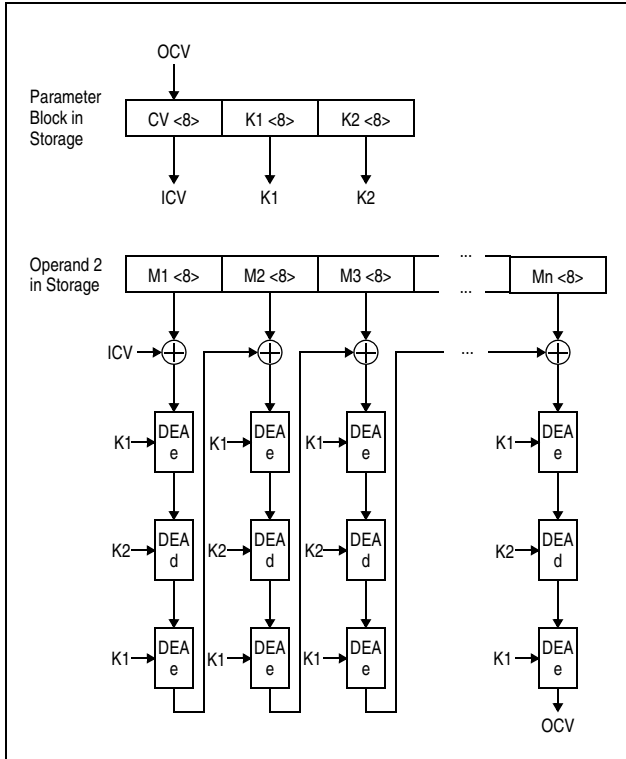 OCV
Parameter
Block in
Storage
CV <8> K1 <8> K2 <8>
ICV K1 K2
Operand 2
in Storage
M1 <8> M2 <8> M3 <8> ... ... Mn <8>
ICV ...
K1 DEA e K1 DEA e K1 DEA e K1 DEA e
K2 DEA d K2 DEA d K2 DEA d K2 DEA d
K1 DEA e K1 DEA e K1 DEA e K1 DEA e
OCV